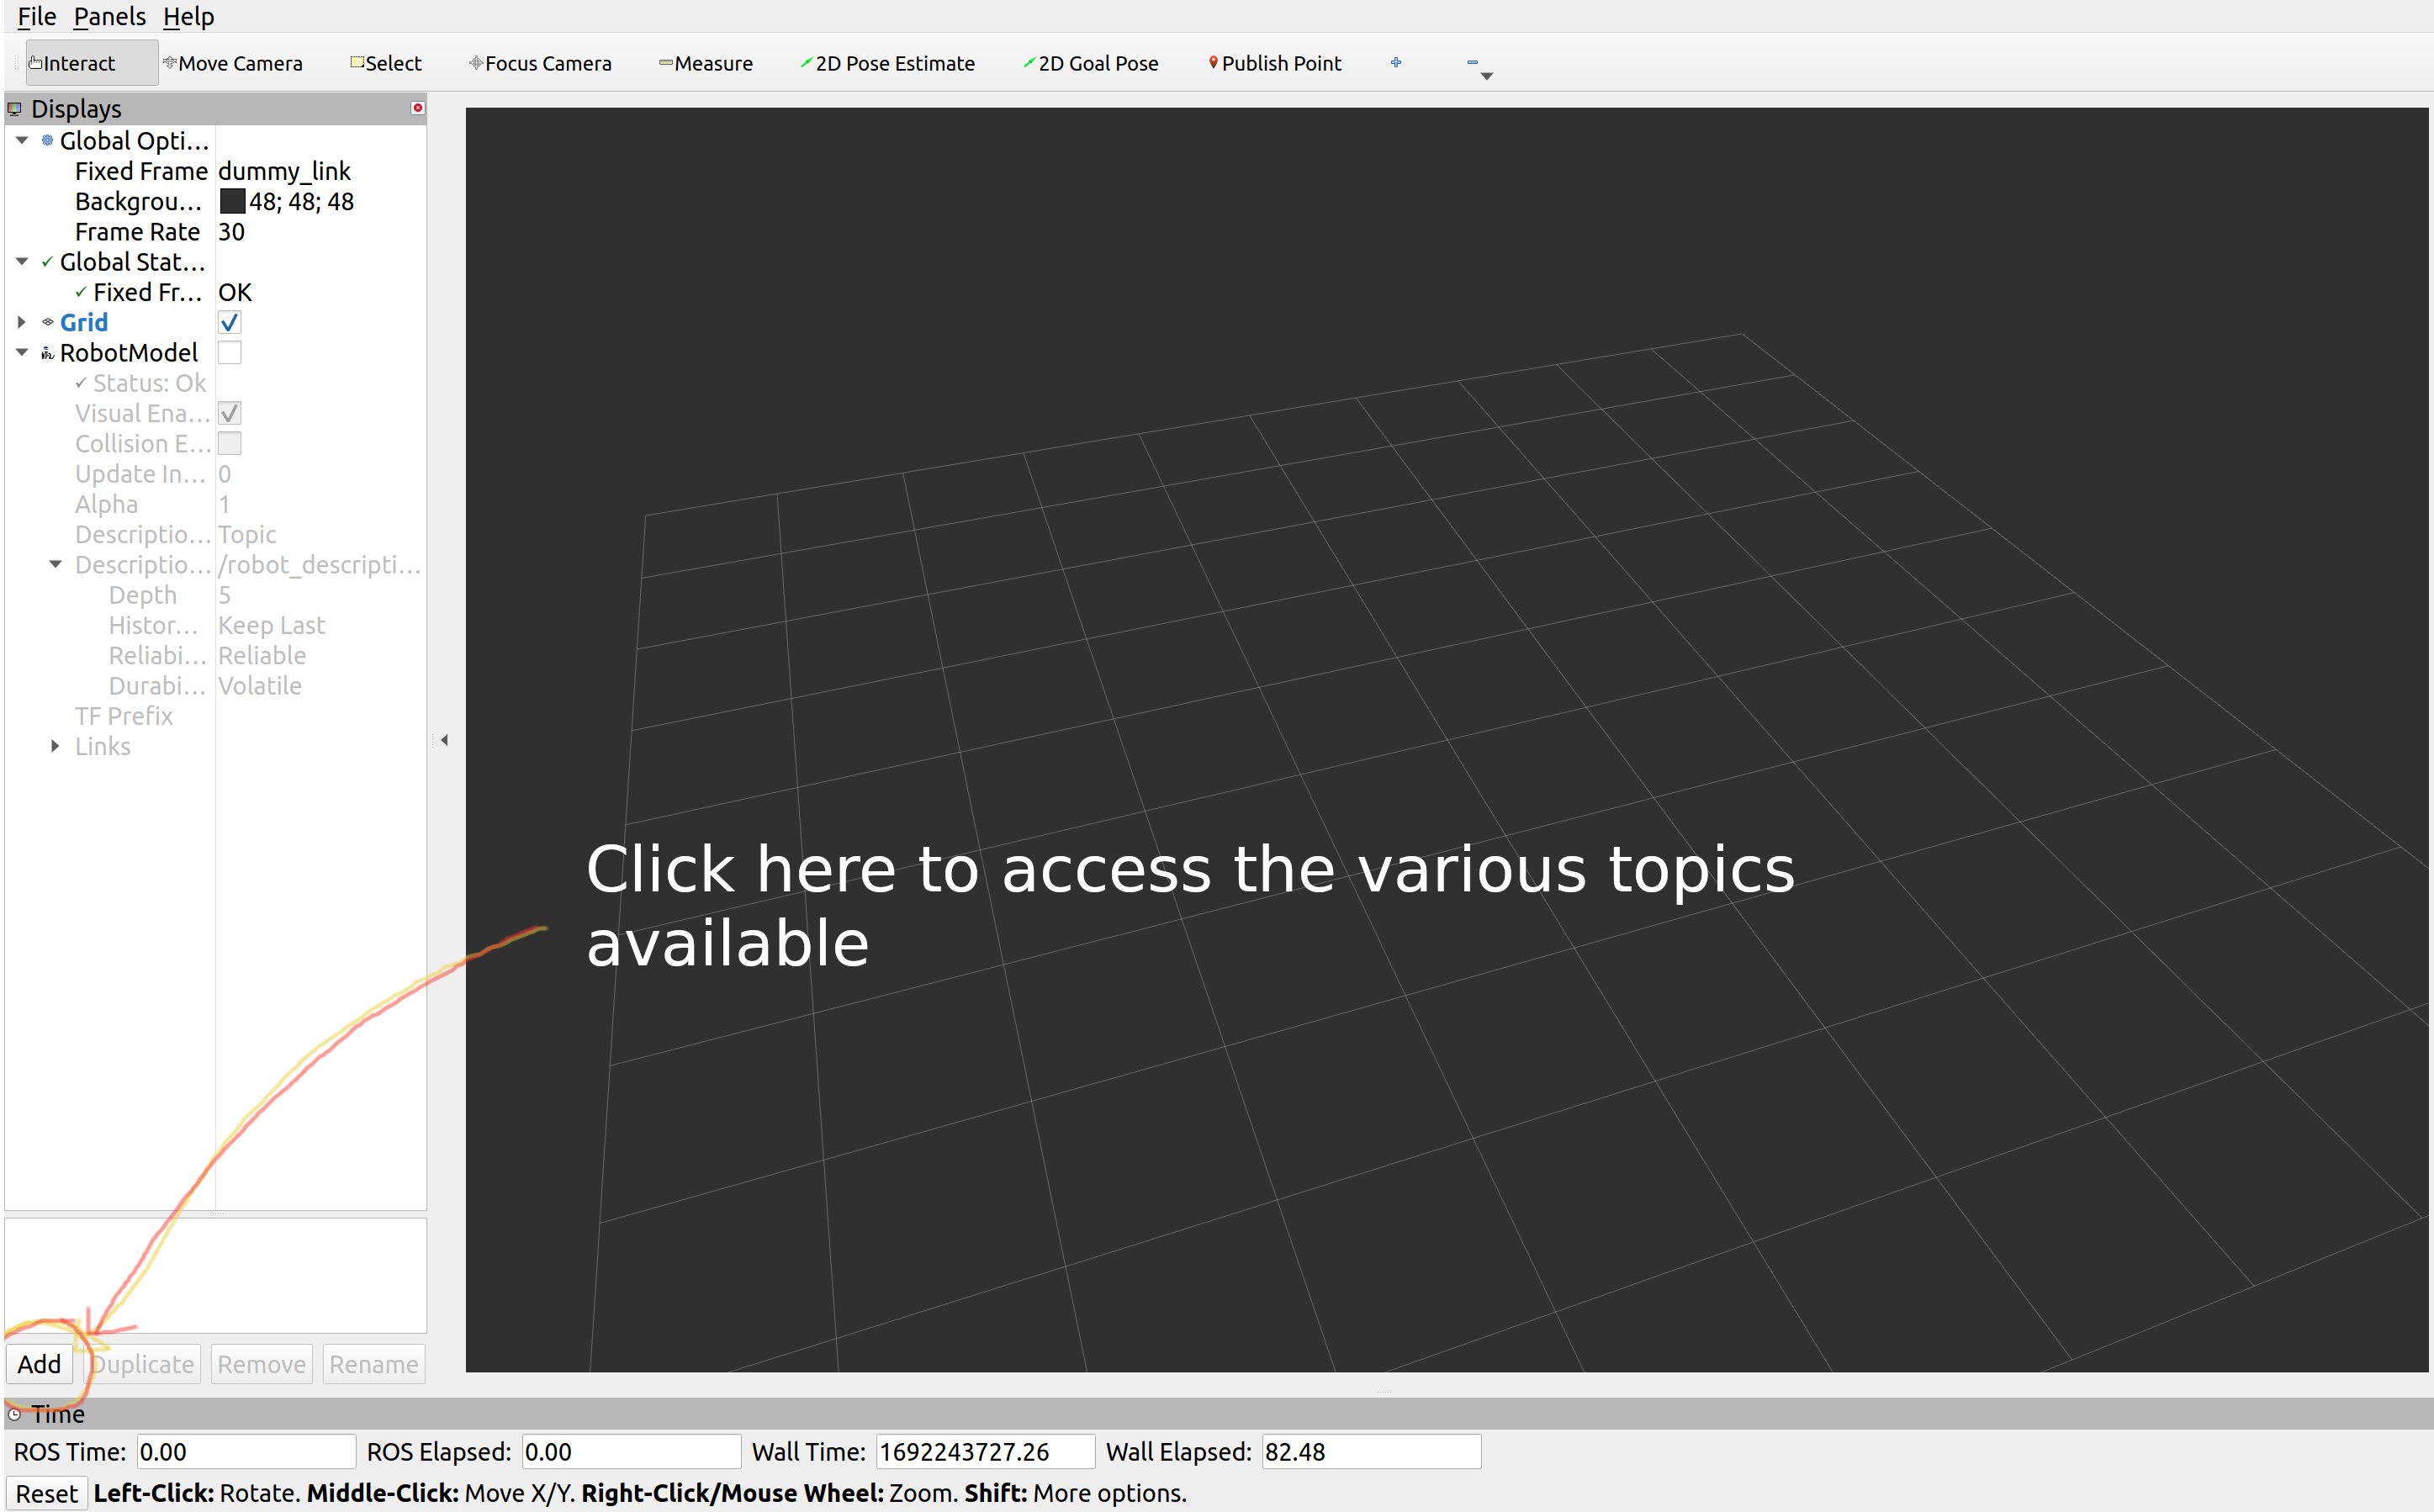 File Panels Help
Interact Move Camera Select Focus Camera Measure 2D Pose Estimate 2D Goal Pose Publish Point
Displays
Global Opti...
Fixed Frame dummy_link
Backgrou... 48; 48; 48
Frame Rate 30
Global Stat...
Fixed Fr... OK
Grid
RobotModel
Status: Ok
Visual Ena...
Collision E...
Update In... 0
Alpha 1
Descriptio... Topic
Descriptio... /robot_descripti...
Depth 5
Histor... Keep Last
Reliabi... Reliable
Durabi... Volatile
TF Prefix
Links
Click here to access the various topics
available
Add Duplicate Remove Rename
Time
ROS Time: 0.00 ROS Elapsed: 0.00 Wall Time: 1692243727.26 Wall Elapsed: 82.48
Reset Left-Click: Rotate. Middle-Click: Move X/Y. Right-Click/Mouse Wheel: Zoom. Shift: More options.